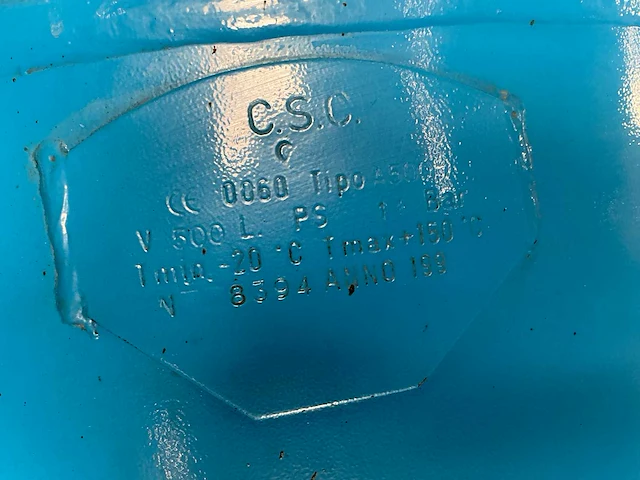 C.S.C.
C
CE 0060 Tipo
V 500 L. PS Bar
Tmin. -20 °C Tmax +150 °C
N 8394 ANNO